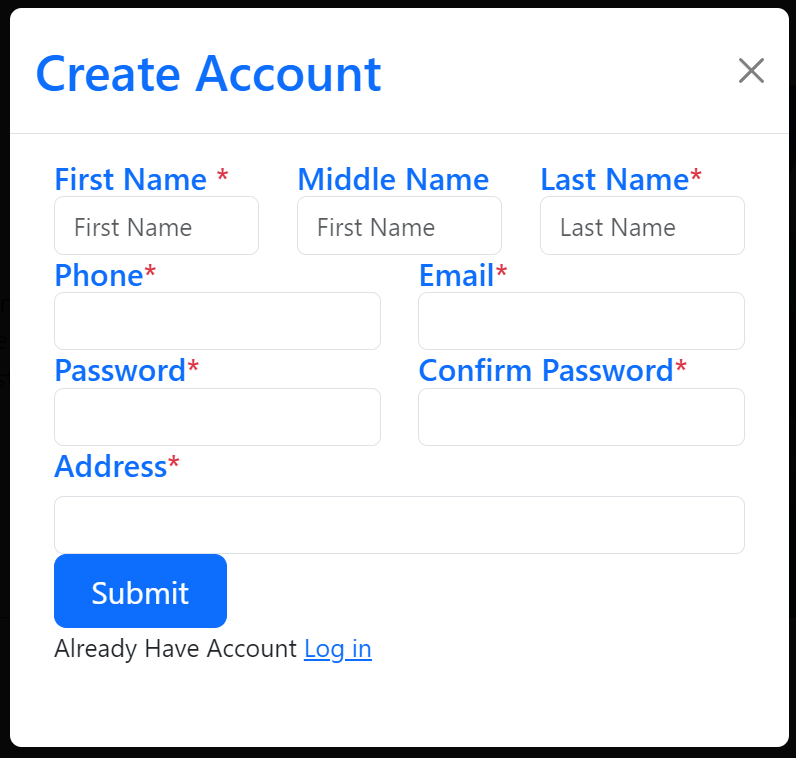 Create Account
First Name * Middle Name Last Name*
First Name First Name Last Name
Phone* Email*
Password* Confirm Password*
Address*
Submit
Already Have Account Log in